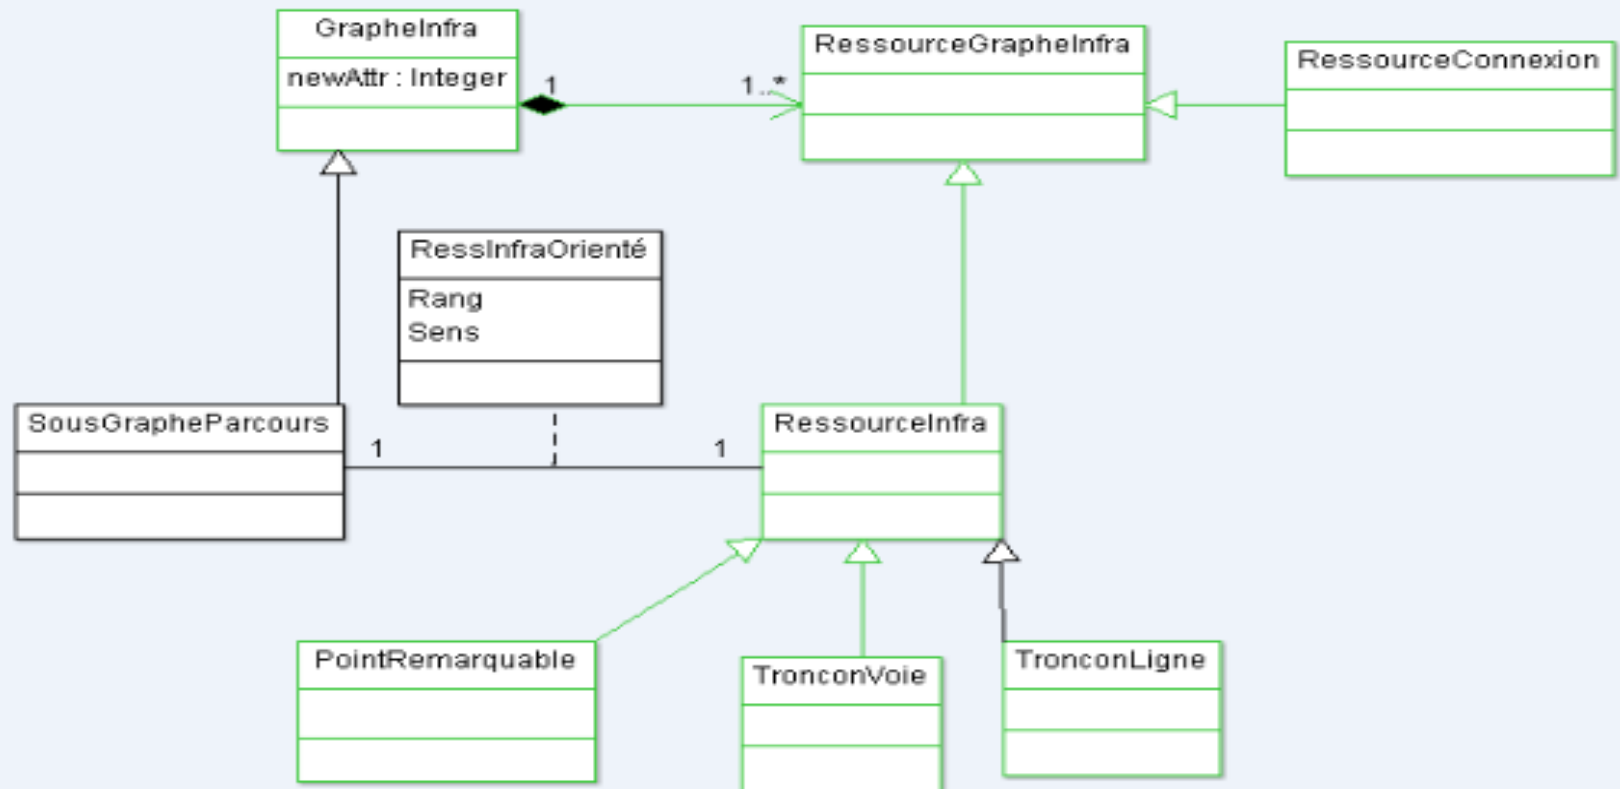 GrapheInfra
newAttr : Integer
1
1..*
RessourceGrapheInfra
RessourceConnexion
RessInfraOrienté
Rang
Sens
SousGrapheParcours
1
1
RessourceInfra
PointRemarquable
TronconVoie
TronconLigne